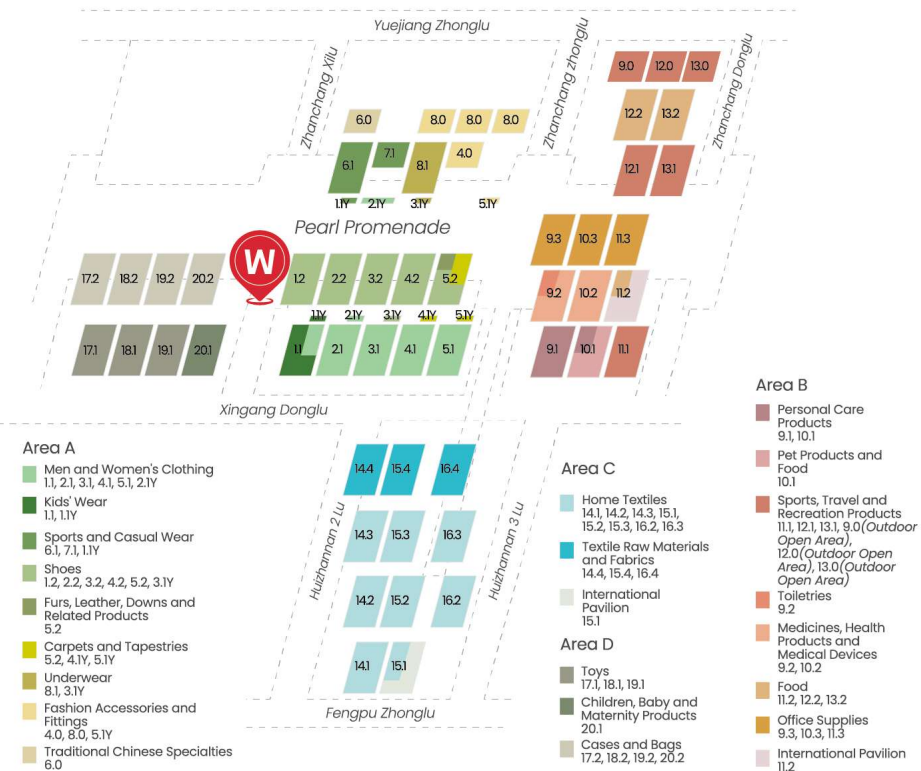 Yuejiang Zhonglu
Zhanchang Xilu
Zhanchang zhonglu
Zhanchang Donglu
9.0 12.0 13.0
6.0 8.0 8.0 8.0
12.2 13.2
6.1 7.1 8.1 4.0
12.1 13.1
1.1Y 2.1Y 3.1Y 5.1Y
Pearl Promenade
9.3 10.3 11.3
W
17.2 18.2 19.2 20.2 1.2 2.2 3.2 4.2 5.2
9.2 10.2 11.2
1.1Y 2.1Y 3.1Y 4.1Y 5.1Y
17.1 18.1 19.1 20.1 1.1 2.1 3.1 4.1 5.1
9.1 10.1 11.1
Xingang Donglu
14.4 15.4 16.4
14.3 15.3 16.3
14.2 15.2 16.2
14.1 15.1
Huizhannan 2 Lu
Huizhannan 3 Lu
Fengpu Zhonglu
Area A
Men and Women's Clothing
1.1, 2.1, 3.1, 4.1, 5.1, 2.1Y
Kids' Wear
1.1, 1.1Y
Sports and Casual Wear
6.1, 7.1, 1.1Y
Shoes
1.2, 2.2, 3.2, 4.2, 5.2, 3.1Y
Furs, Leather, Downs and
Related Products
5.2
Carpets and Tapestries
5.2, 4.1Y, 5.1Y
Underwear
8.1, 3.1Y
Fashion Accessories and
Fittings
4.0, 8.0, 5.1Y
Traditional Chinese Specialties
6.0
Area C
Home Textiles
14.1, 14.2, 14.3, 15.1,
15.2, 15.3, 16.2, 16.3
Textile Raw Materials
and Fabrics
14.4, 15.4, 16.4
International
Pavilion
15.1
Area D
Toys
17.1, 18.1, 19.1
Children, Baby and
Maternity Products
20.1
Cases and Bags
17.2, 18.2, 19.2, 20.2
Area B
Personal Care
Products
9.1, 10.1
Pet Products and
Food
10.1
Sports, Travel and
Recreation Products
11.1, 12.1, 13.1, 9.0(Outdoor
Open Area),
12.0(Outdoor Open
Area), 13.0(Outdoor
Open Area)
Toiletries
9.2
Medicines, Health
Products and
Medical Devices
9.2, 10.2
Food
11.2, 12.2, 13.2
Office Supplies
9.3, 10.3, 11.3
International Pavilion
11.2